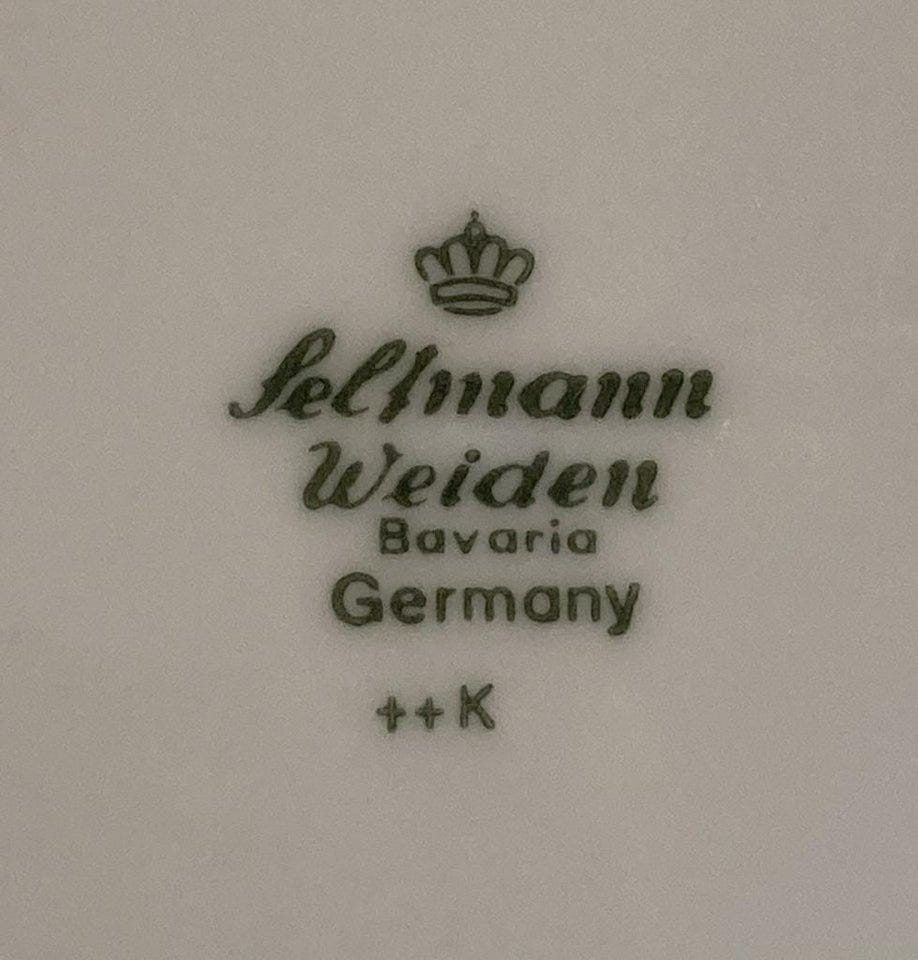 Seltmann
Weiden
Bavaria
Germany
++K